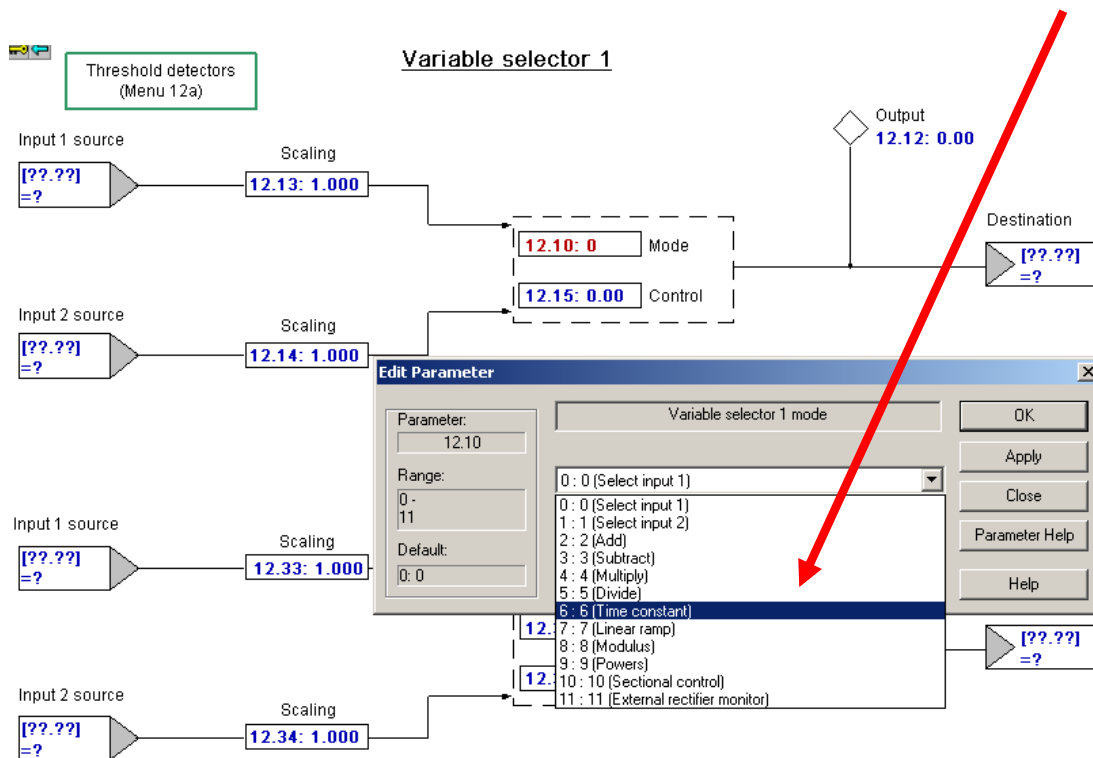 Variable selector 1
Threshold detectors
(Menu 12a)
Output
12.12: 0.00
Input 1 source
[??.??]
=?
Scaling
12.13: 1.000
12.10: 0
Mode
12.15: 0.00
Control
Destination
[??.??]
=?
Input 2 source
[??.??]
=?
Scaling
12.14: 1.000
Edit Parameter
Parameter:
12.10
Range:
0 -
11
Default:
0: 0
Variable selector 1 mode
0 : 0 (Select input 1)
0 : 0 (Select input 1)
1 : 1 (Select input 2)
2 : 2 (Add)
3 : 3 (Subtract)
4 : 4 (Multiply)
5 : 5 (Divide)
6 : 6 (Time constant)
7 : 7 (Linear ramp)
8 : 8 (Modulus)
9 : 9 (Powers)
10 : 10 (Sectional control)
11 : 11 (External rectifier monitor)
OK
Apply
Close
Parameter Help
Help
Input 1 source
[??.??]
=?
Scaling
12.33: 1.000
[??.??]
=?
Input 2 source
[??.??]
=?
Scaling
12.34: 1.000